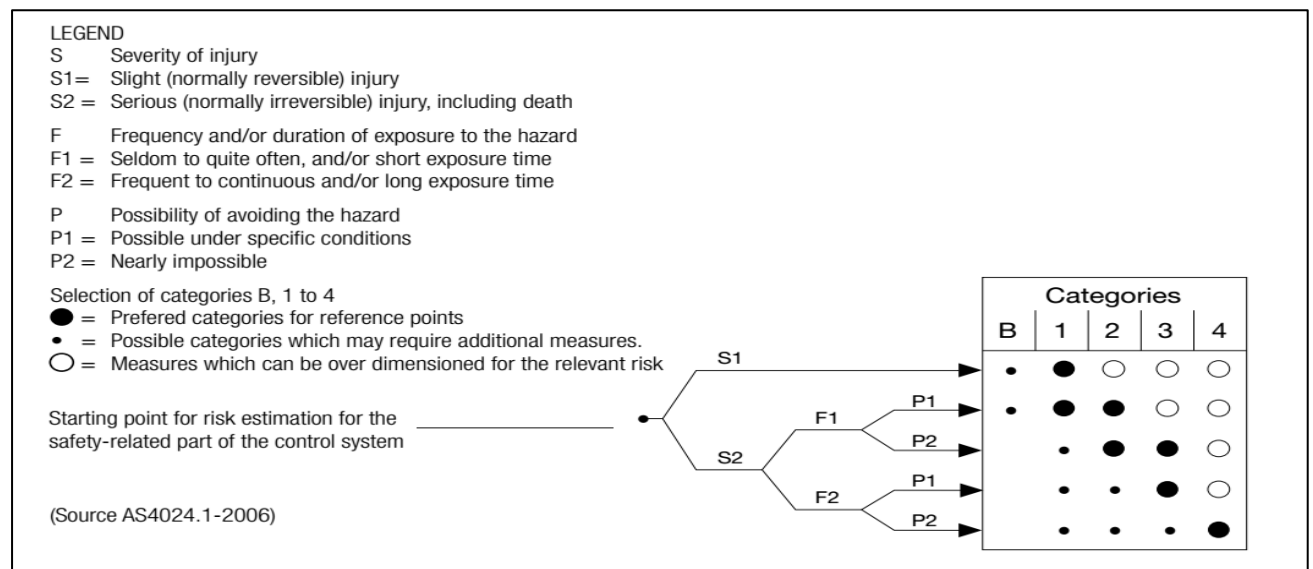 LEGEND
S Severity of injury
S1= Slight (normally reversible) injury
S2 = Serious (normally irreversible) injury, including death
F Frequency and/or duration of exposure to the hazard
F1 = Seldom to quite often, and/or short exposure time
F2 = Frequent to continuous and/or long exposure time
P Possibility of avoiding the hazard
P1 = Possible under specific conditions
P2 = Nearly impossible
Selection of categories B, 1 to 4
● = Prefered categories for reference points
• = Possible categories which may require additional measures.
○ = Measures which can be over dimensioned for the relevant risk
Starting point for risk estimation for the
safety-related part of the control system
(Source AS4024.1-2006)
Categories
B 1 2 3 4
S1
F1
P1
P2
S2
F2
P1
P2